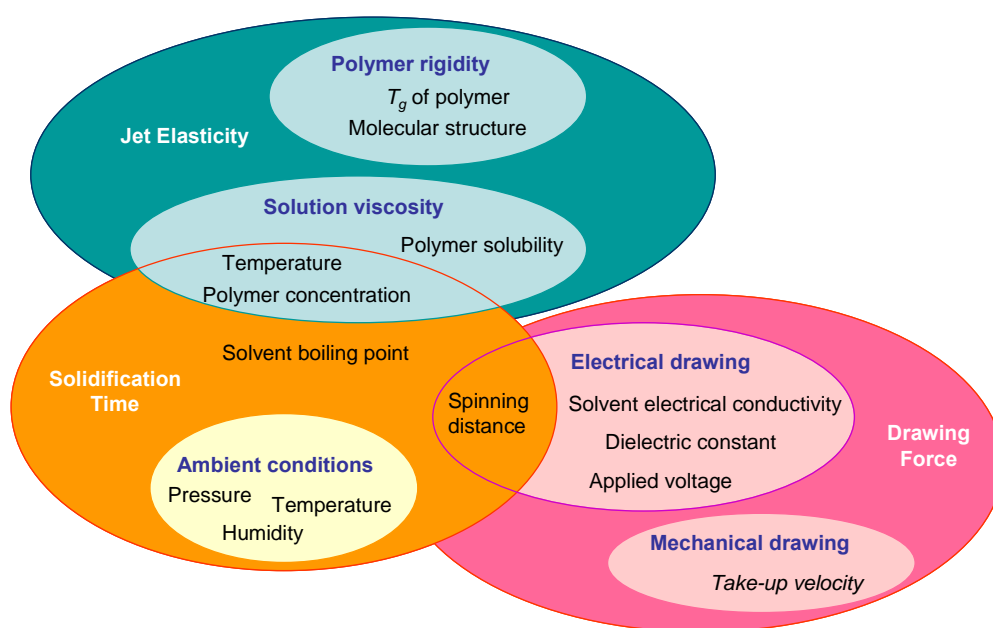 Polymer rigidity
Tg of polymer
Molecular structure
Jet Elasticity
Solution viscosity
Polymer solubility
Temperature
Polymer concentration
Solvent boiling point
Solidification
Time
Spinning
distance
Electrical drawing
Solvent electrical conductivity
Dielectric constant
Applied voltage
Drawing
Force
Ambient conditions
Pressure
Temperature
Humidity
Mechanical drawing
Take-up velocity